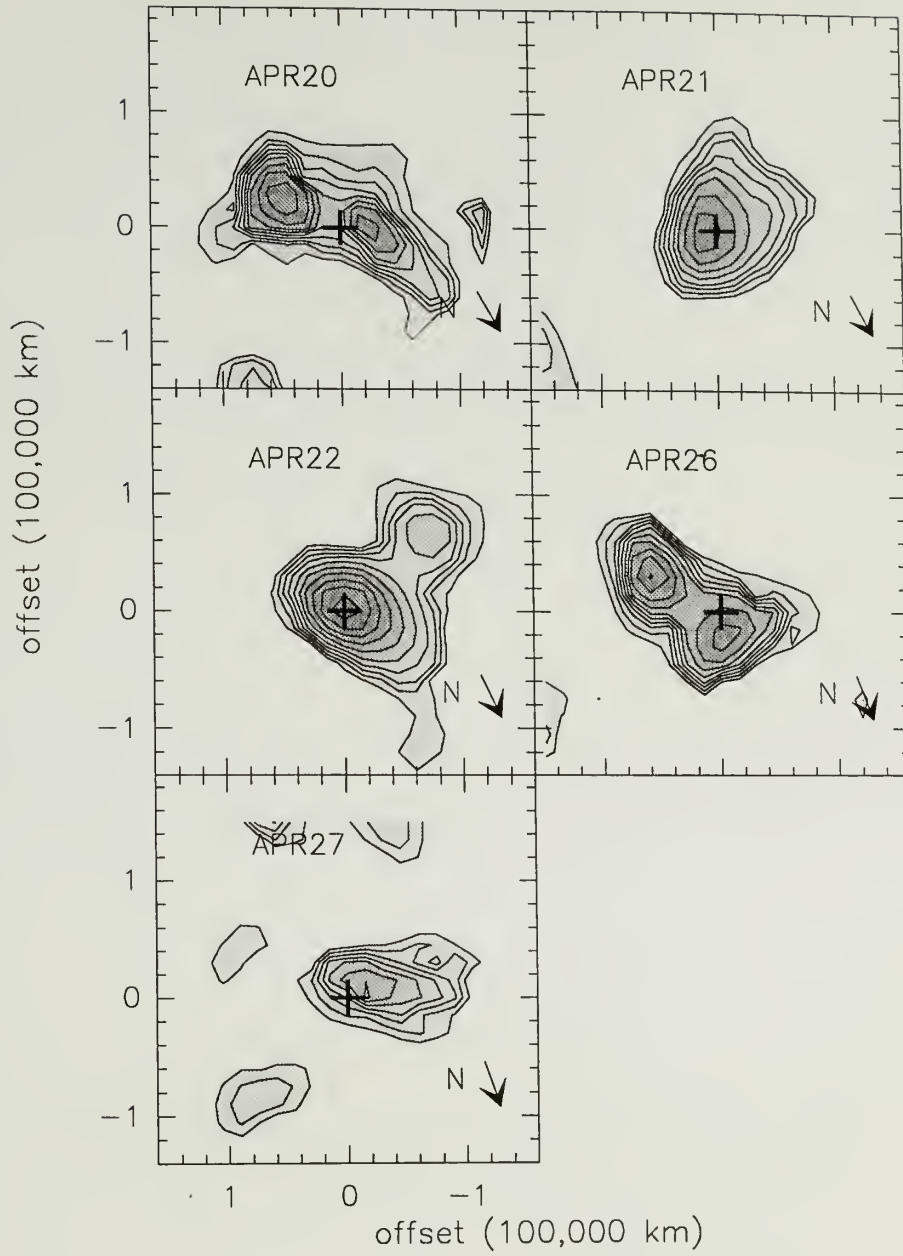 APR20
APR21
1
0
-1
N
N
APR22
APR26
1
0
-1
N
N
APR27
1
0
-1
N
1 0 -1
offset (100,000 km)
offset (100,000 km)